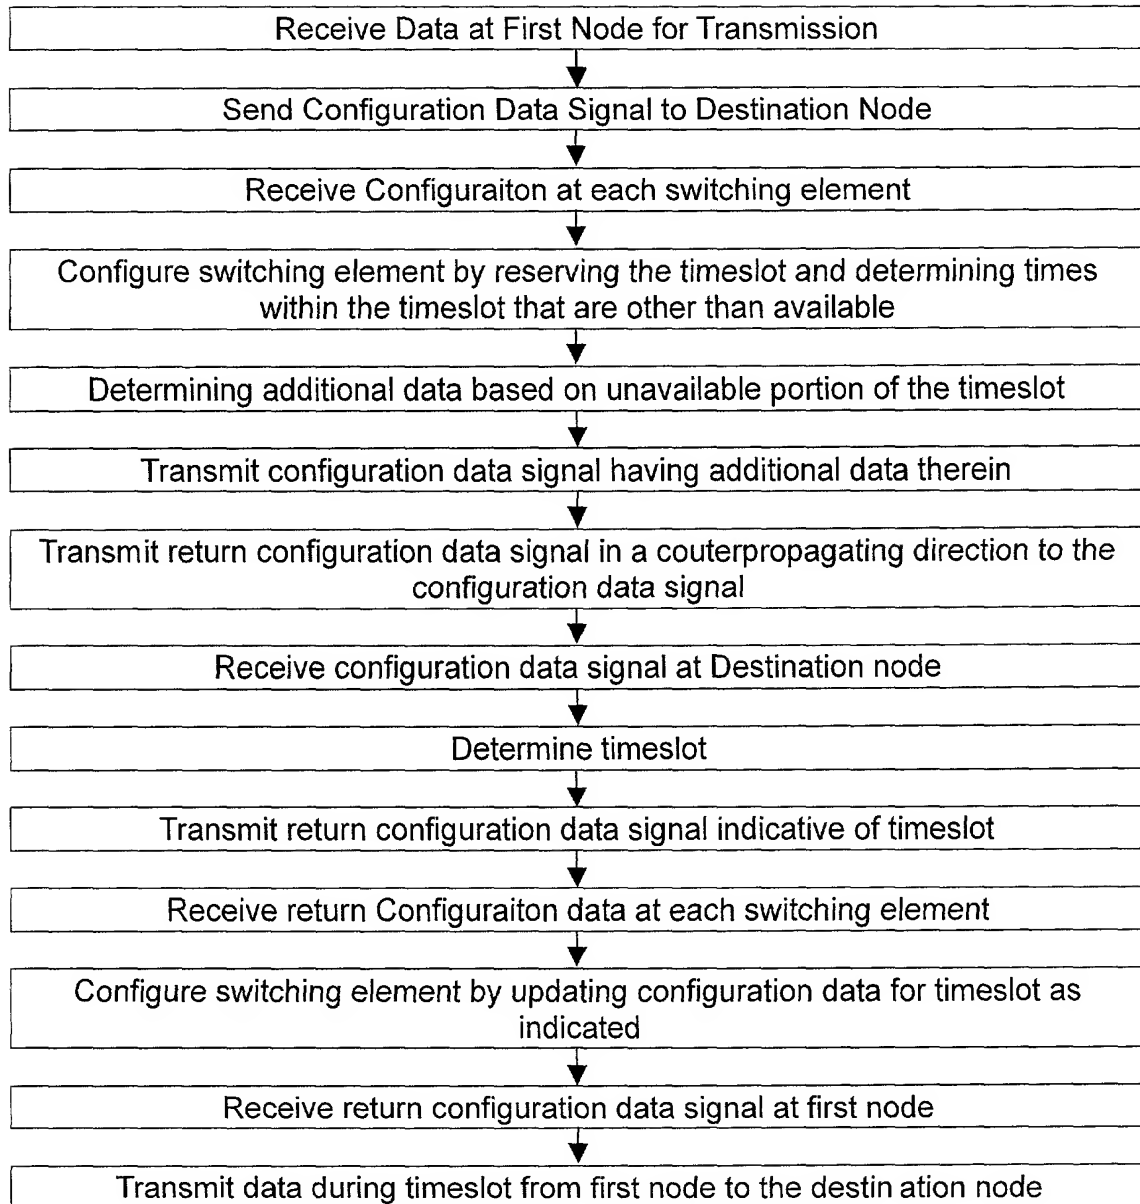 Receive Data at First Node for Transmission
Send Configuration Data Signal to Destination Node
Receive Configuraiton at each switching element
Configure switching element by reserving the timeslot and determining times
within the timeslot that are other than available
Determining additional data based on unavailable portion of the timeslot
Transmit configuration data signal having additional data therein
Transmit return configuration data signal in a couterpropagating direction to the
configuration data signal
Receive configuration data signal at Destination node
Determine timeslot
Transmit return configuration data signal indicative of timeslot
Receive return Configuraiton data at each switching element
Configure switching element by updating configuration data for timeslot as
indicated
Receive return configuration data signal at first node
Transmit data during timeslot from first node to the destination node